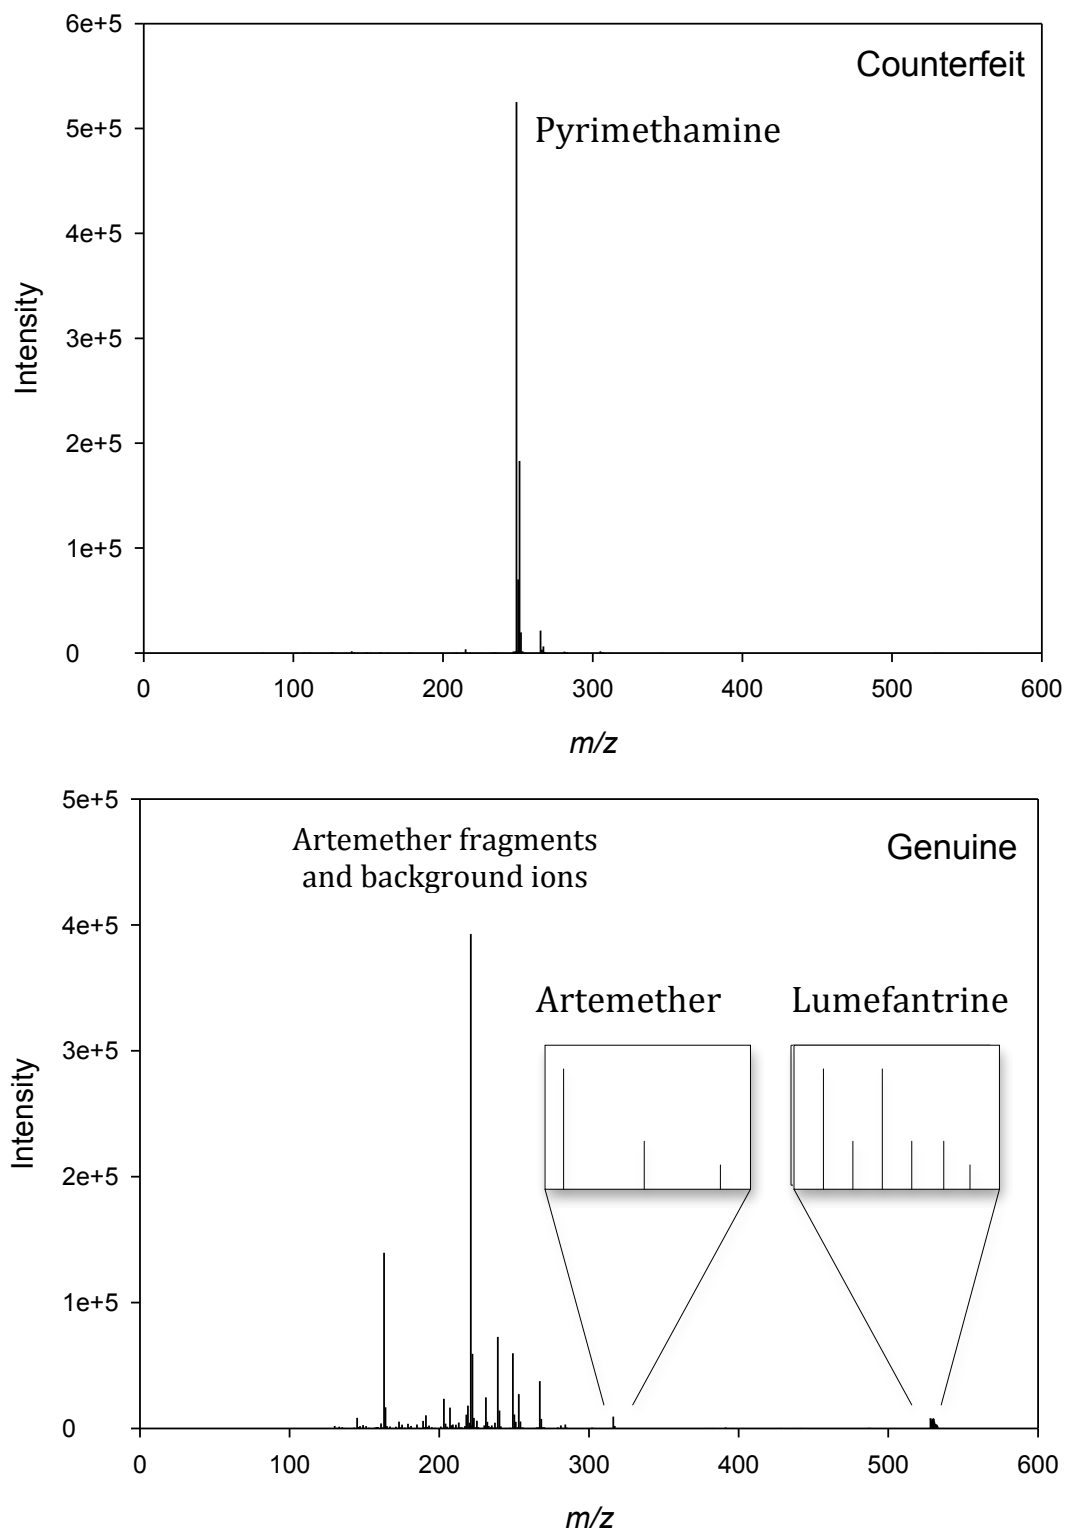 6e+5
Counterfeit
5e+5
Pyrimethamine
4e+5
3e+5
Intensity
2e+5
1e+5
0
0 100 200 300 400 500 600
m/z
5e+5
Artemether fragments
and background ions
Genuine
4e+5
Artemether Lumefantrine
3e+5
Intensity
2e+5
1e+5
0
0 100 200 300 400 500 600
m/z